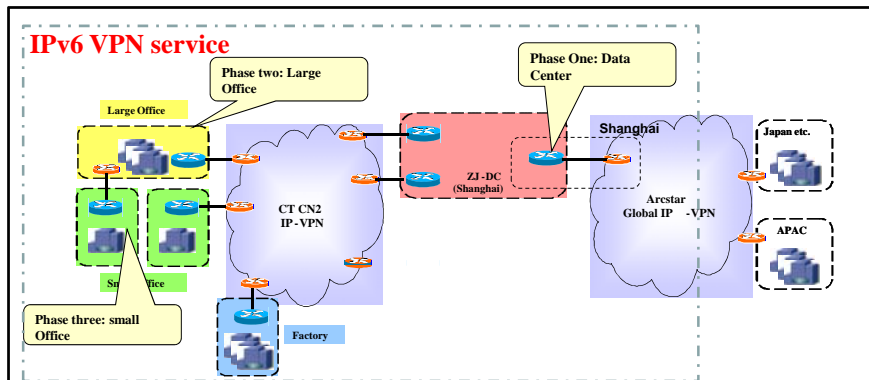 IPv6 VPN service
Phase two: Large
Office
Phase One: Data
Center
Large Office
Shanghai
Japan etc.
CT CN2
IP -VPN
ZJ -DC
(Shanghai)
Arcstar
Global IP -VPN
APAC
Phase three: small
Office
Factory